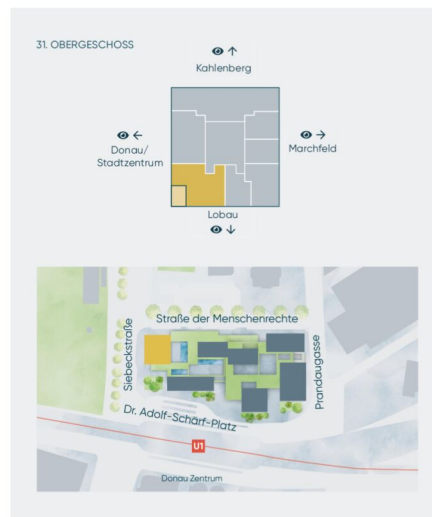 31. OBERGESCHOSS
Kahlenberg
Donau/
Stadtzentrum
Marchfeld
Lobau
Straße der Menschenrechte
Siebeckstraße
Prandaugasse
Dr. Adolf-Schärf-Platz
U1
Donau Zentrum